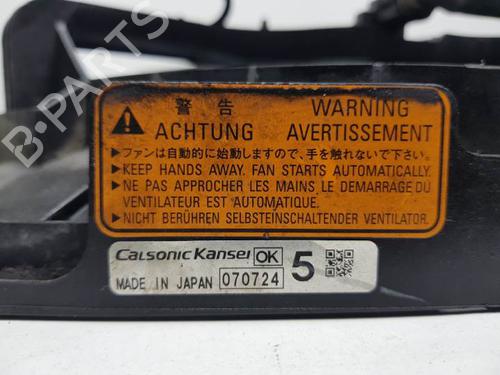 警告 WARNING
ACHTUNG AVERTISSEMENT
▶ファンは自動的に始動しますので、手を触れないで下さい。
▶KEEP HANDS AWAY. FAN STARTS AUTOMATICALLY.
▶NE PAS APPROCHER LES MAINS. LE DEMARRAGE DU
VENTILATEUR EST AUTOMATIQUE.
▶NICHT BERÜHREN SELBSTEINSCHALTENDER VENTILATOR.
CALSONIC KANSEI OK 5
MADE IN JAPAN 070724
B-PARTS